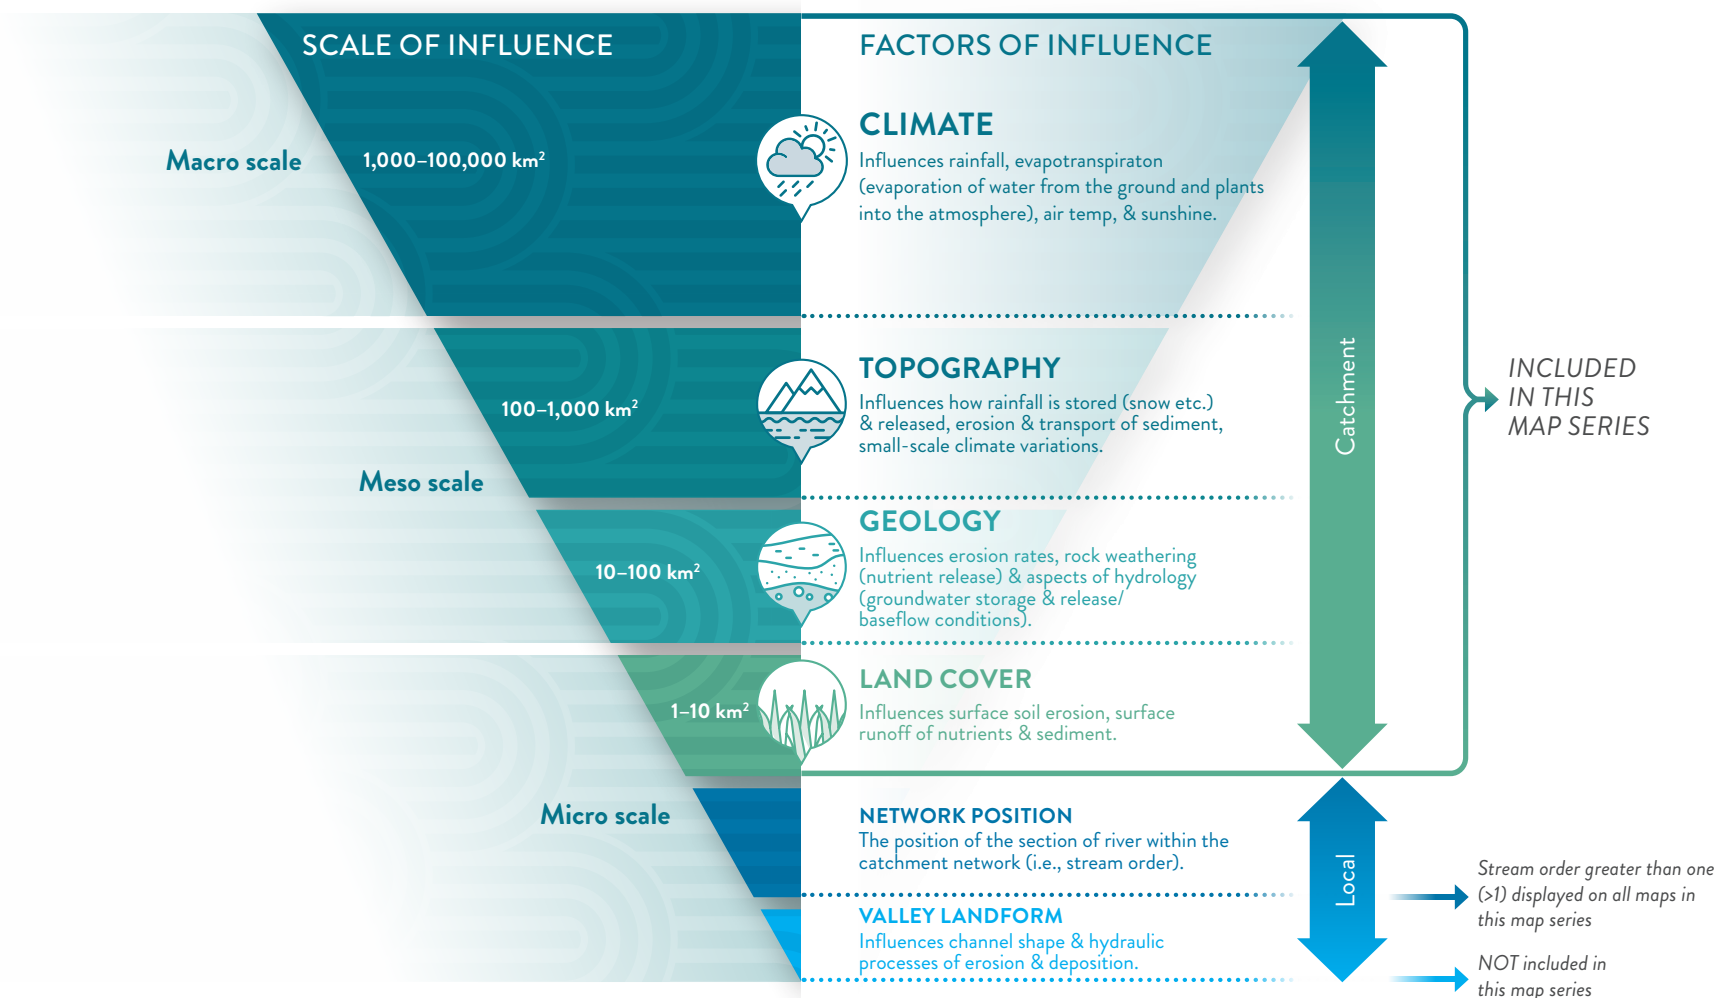 SCALE OF INFLUENCE
FACTORS OF INFLUENCE
Macro scale
1,000–100,000 km²
CLIMATE
Influences rainfall, evapotranspiraton
(evaporation of water from the ground and plants
into the atmosphere), air temp, & sunshine.
Meso scale
100–1,000 km²
TOPOGRAPHY
Influences how rainfall is stored (snow etc.)
& released, erosion & transport of sediment,
small-scale climate variations.
10–100 km²
GEOLOGY
Influences erosion rates, rock weathering
(nutrient release) & aspects of hydrology
(groundwater storage & release/
baseflow conditions).
Micro scale
1–10 km²
LAND COVER
Influences surface soil erosion, surface
runoff of nutrients & sediment.
Catchment
INCLUDED
IN THIS
MAP SERIES
NETWORK POSITION
The position of the section of river within the
catchment network (i.e., stream order).
VALLEY LANDFORM
Influences channel shape & hydraulic
processes of erosion & deposition.
Local
Stream order greater than one
(>1) displayed on all maps in
this map series
NOT included in
this map series